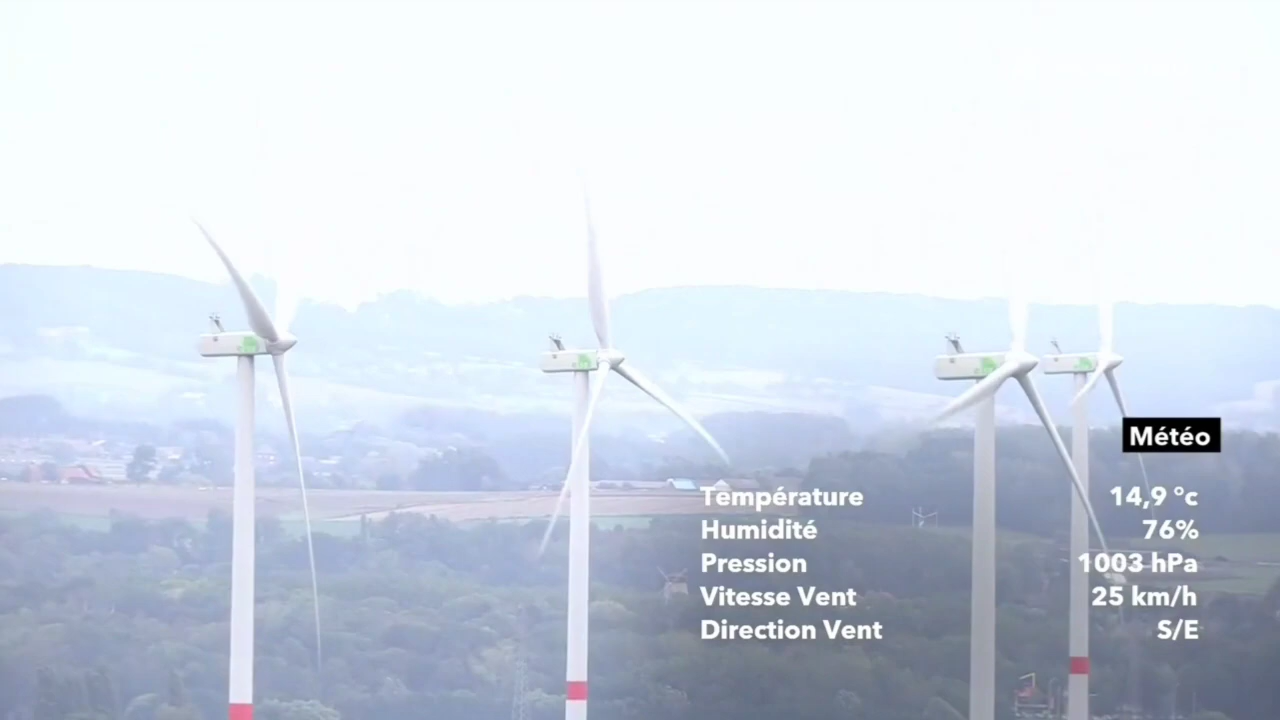 Météo
Température 14,9 °c
Humidité 76%
Pression 1003 hPa
Vitesse Vent 25 km/h
Direction Vent S/E